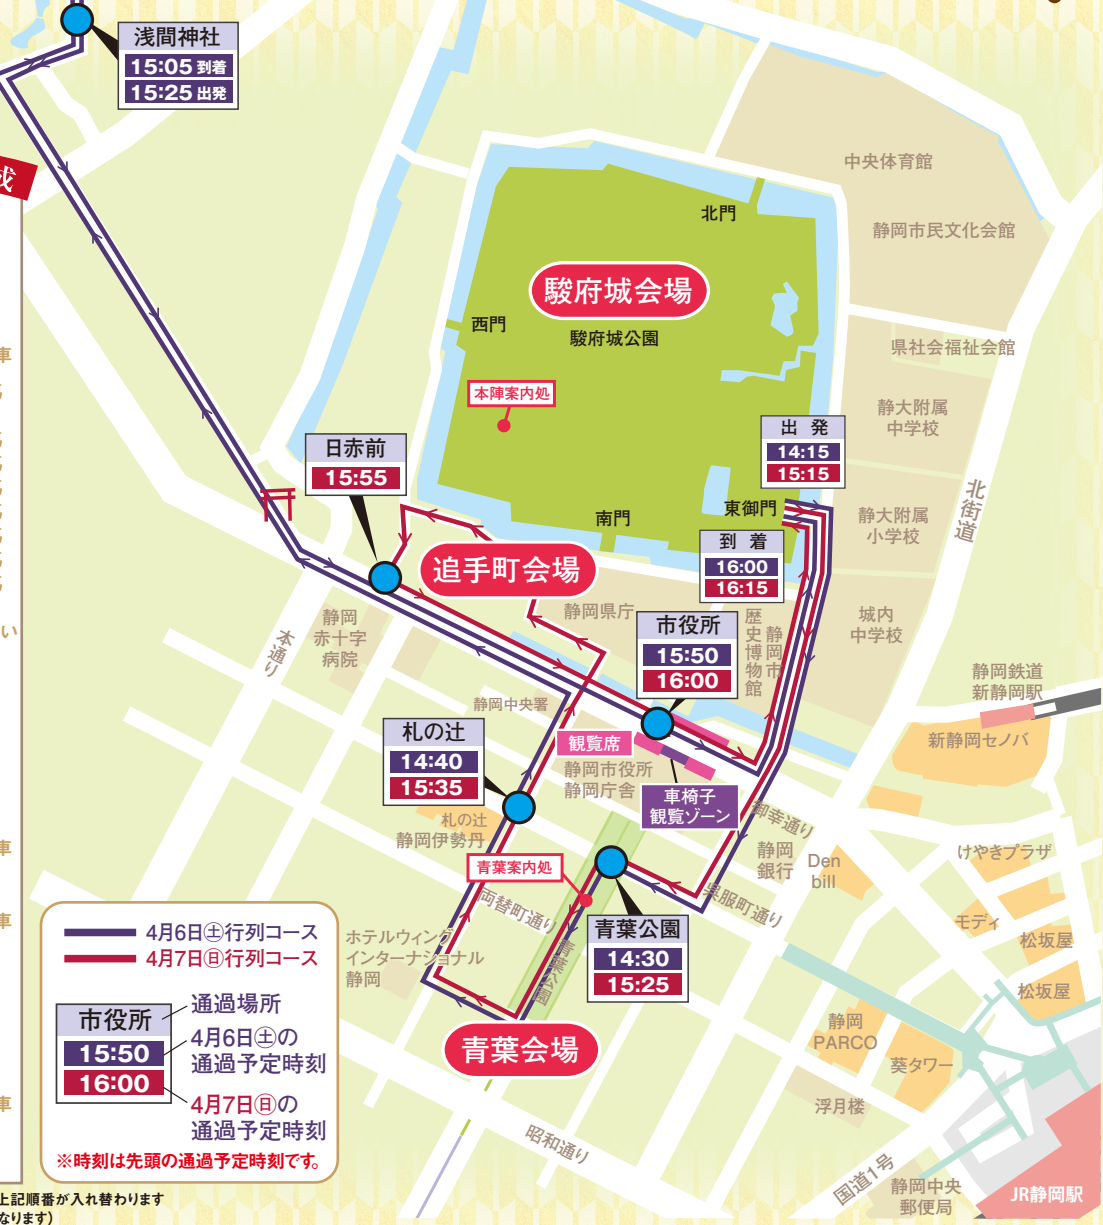 浅間神社
15:05 到着
15:25 出発
中央体育館
静岡市民文化会館
北門
駿府城会場
駿府城公園
西門
本陣案内処
県社会福祉会館
静大附属
中学校
出 発
14:15
15:15
日赤前
15:55
北街道
東御門
南門
静大附属
小学校
到 着
16:00
16:15
追手町会場
静岡県庁
市役所
15:50
16:00
静岡市
歴史博物館
城内
中学校
静岡
赤十字
病院
本通り
静岡鉄道
新静岡駅
静岡中央署
新静岡セノバ
札の辻
14:40
15:35
観覧席
静岡市役所
静岡庁舎
車椅子
観覧ゾーン
御幸通り
札の辻
静岡伊勢丹
静岡
銀行
Den
bill
けやきプラザ
青葉案内処
両替町通り
呉服町通り
モディ
松坂屋
松坂屋
青葉公園
14:30
15:25
青葉公園
ホテルウィング
インターナショナル
静岡
青葉会場
静岡
PARCO
葵タワー
浮月楼
昭和通り
国道1号
静岡中央
郵便局
JR静岡駅
4月6日㊏行列コース
4月7日㊐行列コース
市役所
15:50
16:00
通過場所
4月6日㊏の
通過予定時刻
4月7日㊐の
通過予定時刻
※時刻は先頭の通過予定時刻です。
車
い
車
車
車
上記順番が入れ替わります
なります)